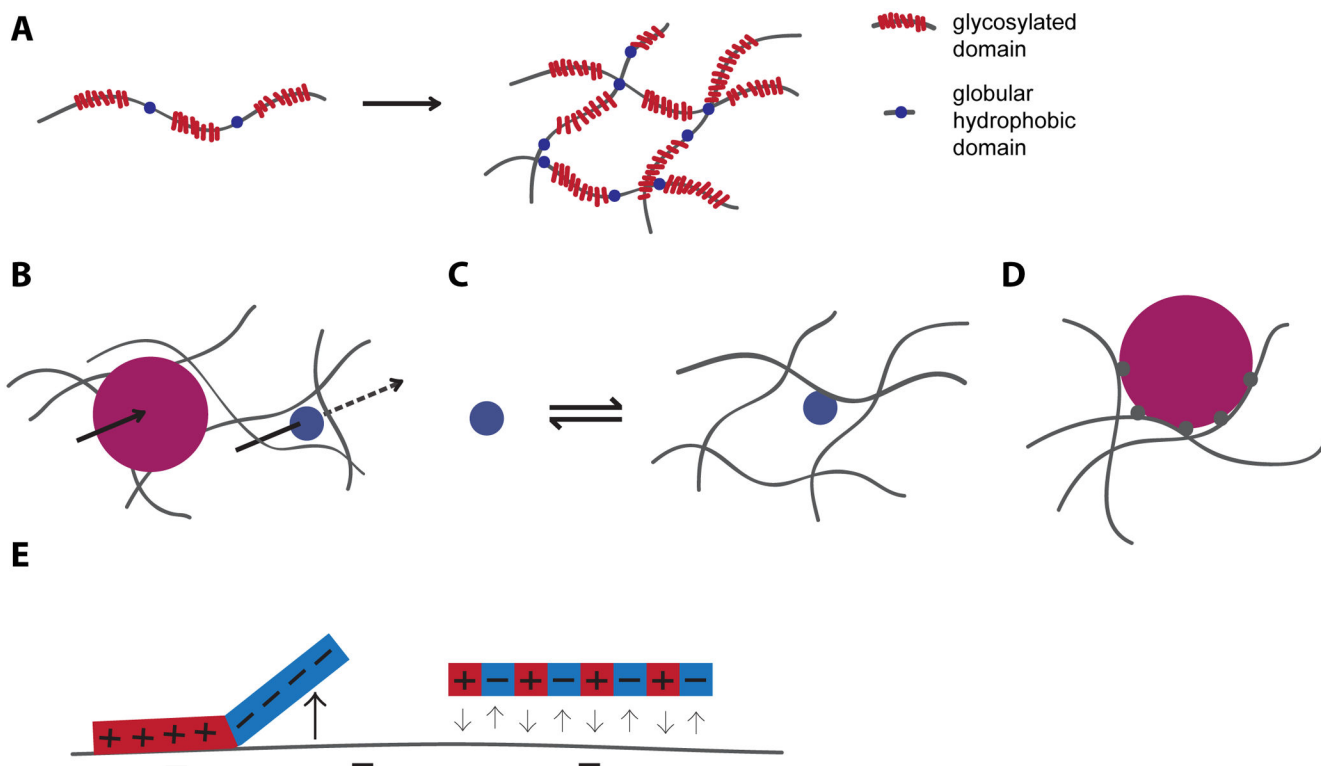 A
glycosylated
domain
globular
hydrophobic
domain
B
C
D
E
+ + + + − − − −
+ − + − + − + −
− − −